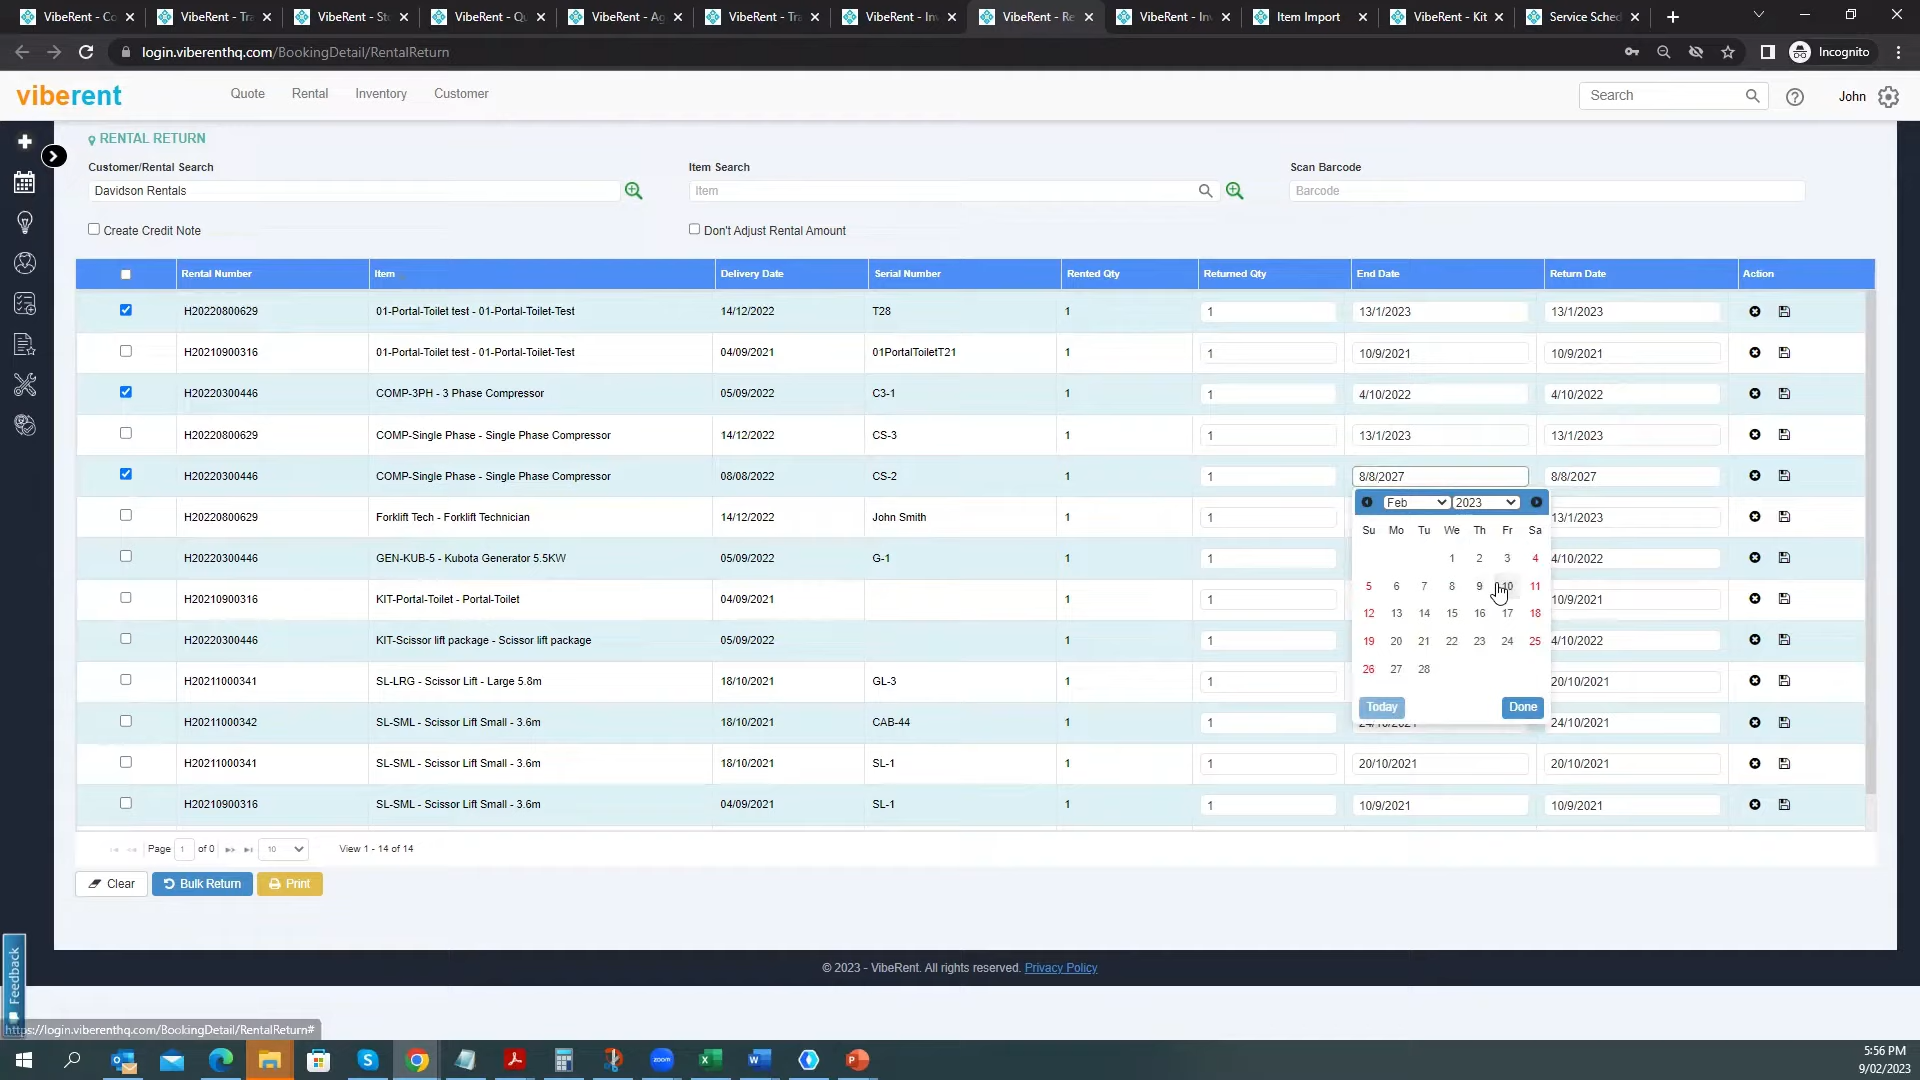 VibeRent - Co
VibeRent - Tra
VibeRent - Sto
VibeRent - Qu
VibeRent - Ag
VibeRent - Tra
VibeRent - Inv
VibeRent - Re
VibeRent - Inv
Item Import
VibeRent - Kit
Service Sched
login.viberenthq.com/BookingDetail/RentalReturn
Incognito
viberent
Quote
Rental
Inventory
Customer
Search
John
RENTAL RETURN
Customer/Rental Search
Item Search
Scan Barcode
Davidson Rentals
Item
Barcode
Create Credit Note
Don't Adjust Rental Amount
Rental Number Item Delivery Date Serial Number Rented Qty Returned Qty End Date Return Date Action
H20220800629 01-Portal-Toilet test - 01-Portal-Toilet-Test 14/12/2022 T28 1 1 13/1/2023 13/1/2023
H20210900316 01-Portal-Toilet test - 01-Portal-Toilet-Test 04/09/2021 01PortalToiletT21 1 1 10/9/2021 10/9/2021
H20220300446 COMP-3PH - 3 Phase Compressor 05/09/2022 C3-1 1 1 4/10/2022 4/10/2022
H20220800629 COMP-Single Phase - Single Phase Compressor 14/12/2022 CS-3 1 1 13/1/2023 13/1/2023
H20220300446 COMP-Single Phase - Single Phase Compressor 08/08/2022 CS-2 1 1 8/8/2027 8/8/2027
H20220800629 Forklift Tech - Forklift Technician 14/12/2022 John Smith 1 1 13/1/2023
H20220300446 GEN-KUB-5 - Kubota Generator 5.5KW 05/09/2022 G-1 1 1 4/10/2022
H20210900316 KIT-Portal-Toilet - Portal-Toilet 04/09/2021 1 1 10/9/2021
H20220300446 KIT-Scissor lift package - Scissor lift package 05/09/2022 1 1 4/10/2022
H20211000341 SL-LRG - Scissor Lift - Large 5.8m 18/10/2021 GL-3 1 1 20/10/2021
H20211000342 SL-SML - Scissor Lift Small - 3.6m 18/10/2021 CAB-44 1 1 24/10/2021 24/10/2021
H20211000341 SL-SML - Scissor Lift Small - 3.6m 18/10/2021 SL-1 1 1 20/10/2021 20/10/2021
H20210900316 SL-SML - Scissor Lift Small - 3.6m 04/09/2021 SL-1 1 1 10/9/2021 10/9/2021
Feb 2023
Su Mo Tu We Th Fr Sa
1 2 3 4
5 6 7 8 9 10 11
12 13 14 15 16 17 18
19 20 21 22 23 24 25
26 27 28
Today Done
Page 1 of 0 10 View 1 - 14 of 14
Clear
Bulk Return
Print
Feedback
© 2023 - VibeRent. All rights reserved. Privacy Policy
https://login.viberenthq.com/BookingDetail/RentalReturn#
zoom
5:56 PM
9/02/2023